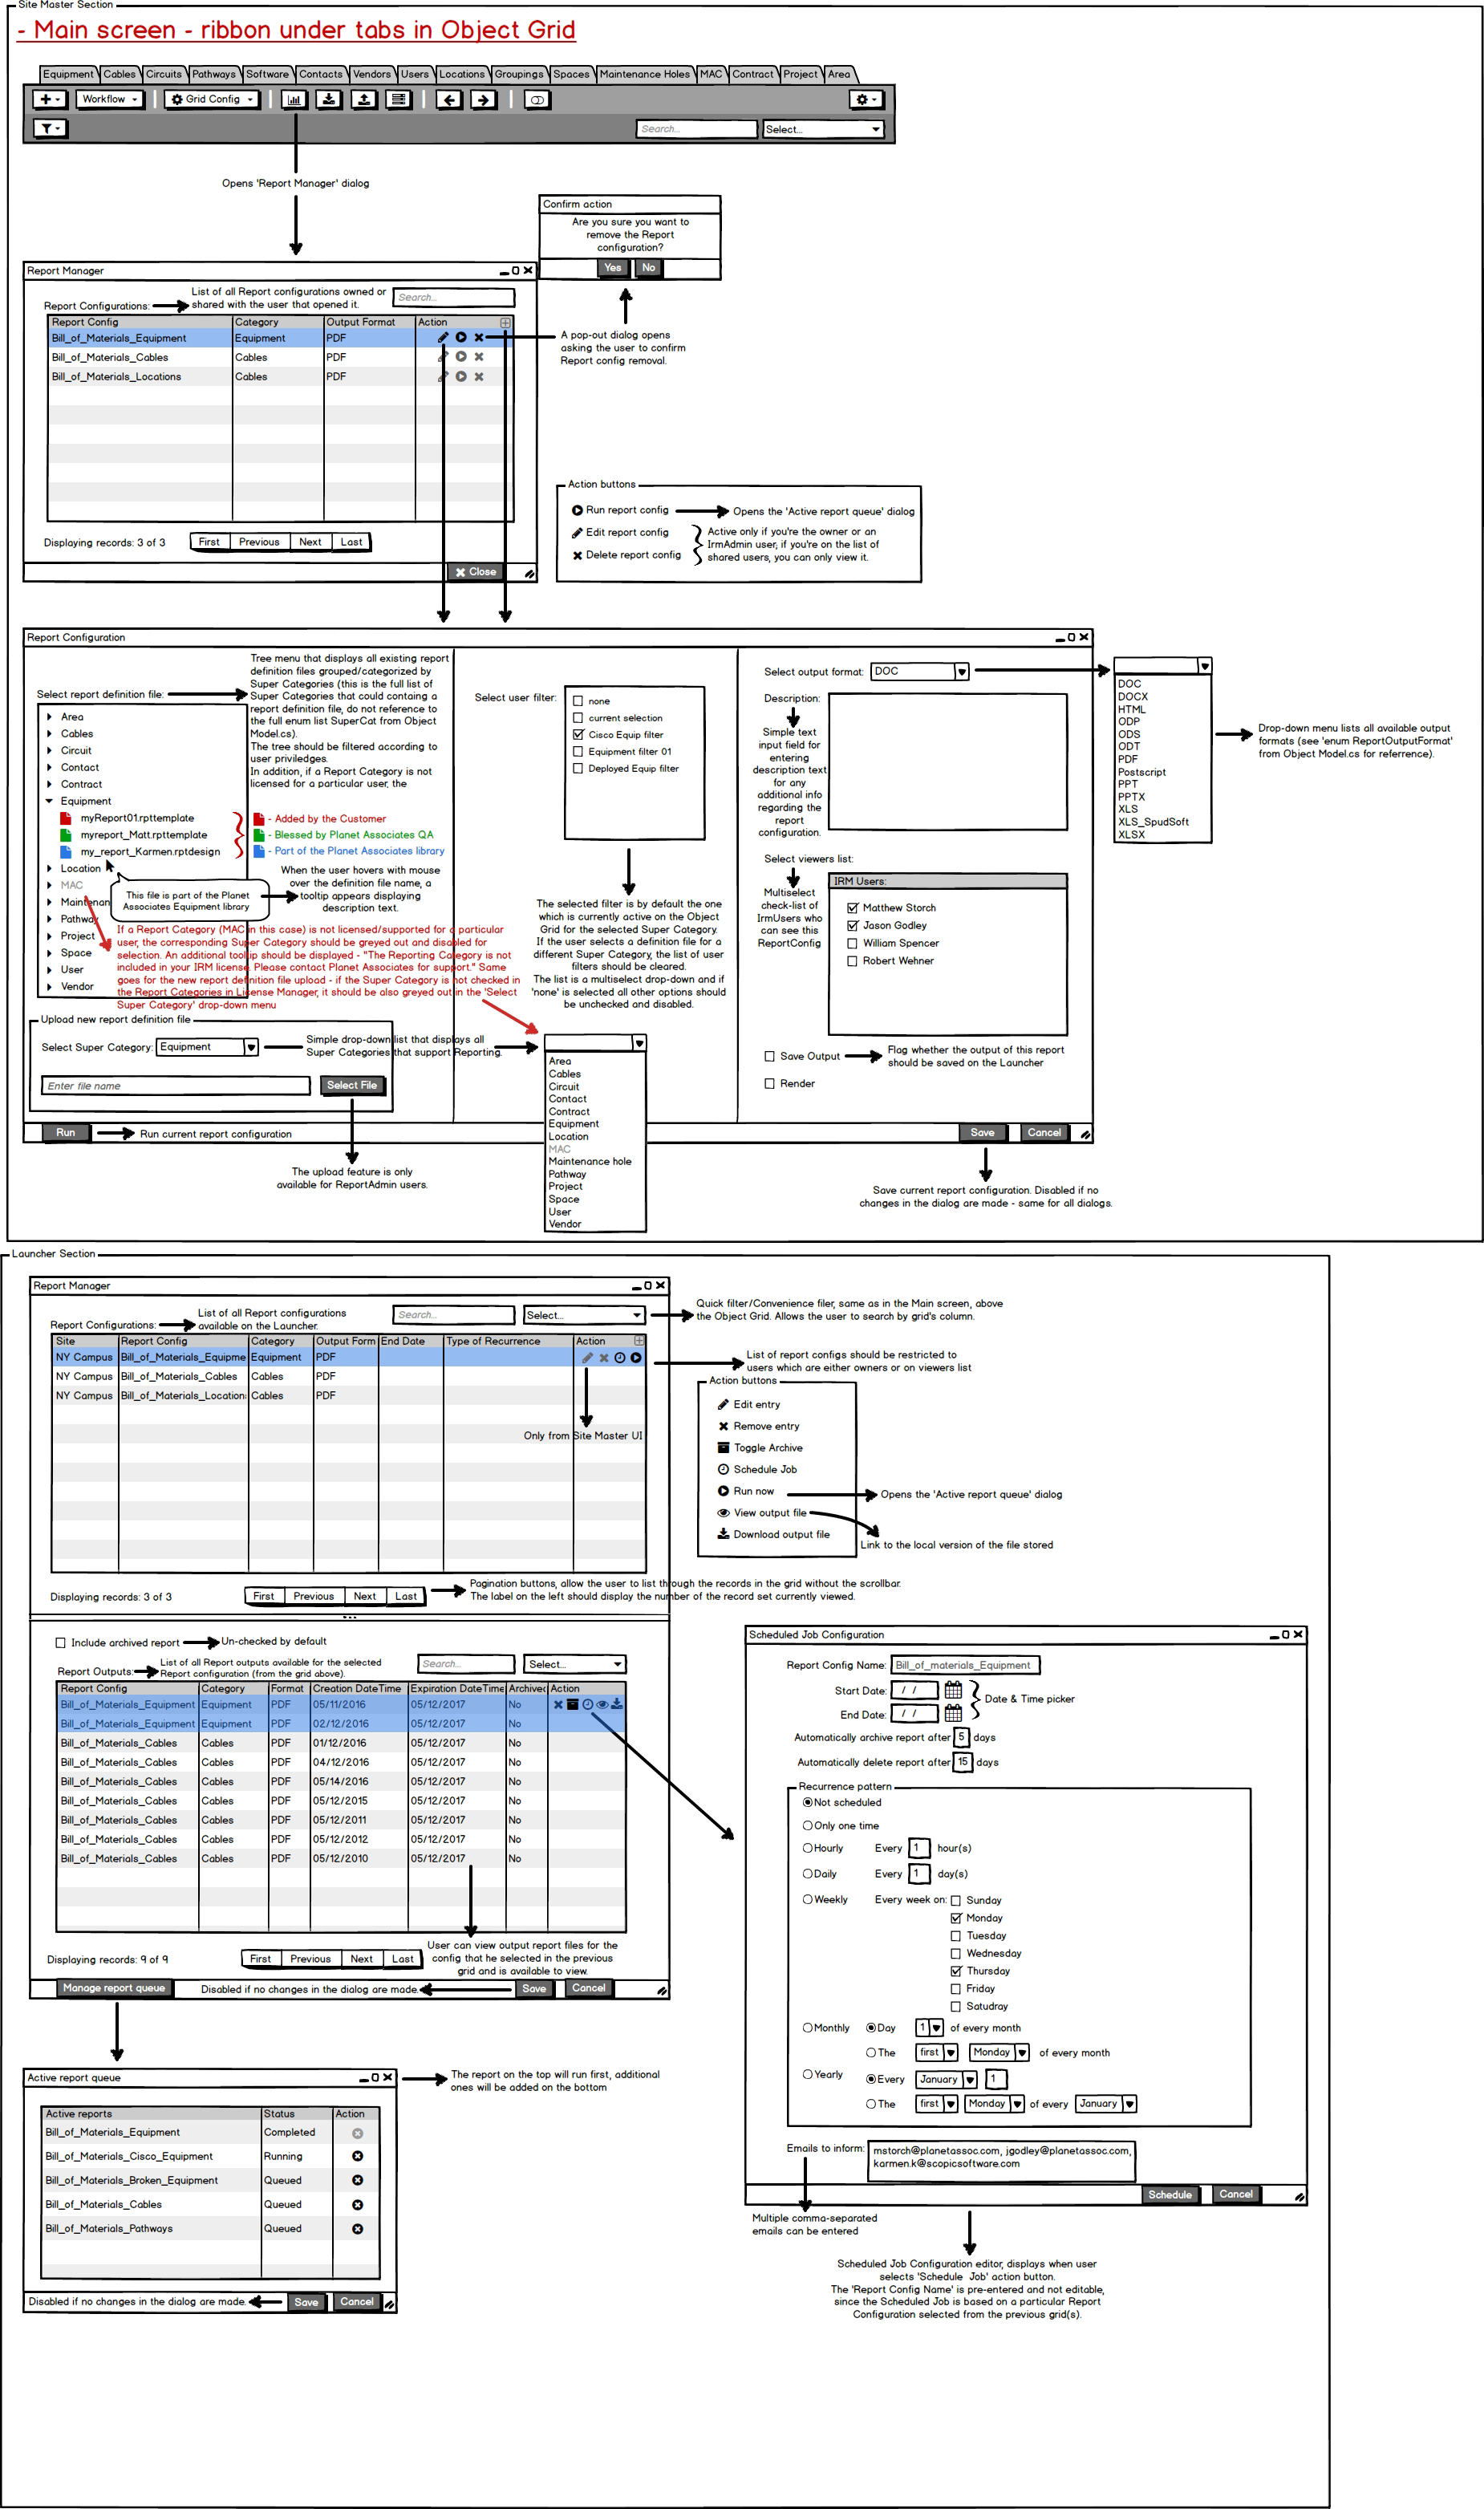 Site Master Section
- Main screen - ribbon under tabs in Object Grid
Equipment Cables Circuits Pathways Software Contacts Vendors Users Locations Groupings Spaces Maintenance Holes MAC Contract Project Area
Workflow Grid Config
Search... Select...
Opens 'Report Manager' dialog
Confirm action
Are you sure you want to
remove the Report
configuration?
Yes No
A pop-out dialog opens
asking the user to confirm
Report config removal.
Report Manager
Report Configurations:
List of all Report configurations owned or
shared with the user that opened it.
Search...
Report Config Category Output Format Action
Bill_of_Materials_Equipment Equipment PDF
Bill_of_Materials_Cables Cables PDF
Bill_of_Materials_Locations Cables PDF
Displaying records: 3 of 3 First Previous Next Last
Close
Action buttons
Run report config Opens the 'Active report queue' dialog
Edit report config
Delete report config
Active only if you're the owner or an
IrmAdmin user, if you're on the list of
shared users, you can only view it.
Report Configuration
Select report definition file:
Tree menu that displays all existing report
definition files grouped/categorized by
Super Categories (this is the full list of
Super Categories that could containg a
report definition file, do not reference to
the full enum list SuperCat from Object
Model.cs).
The tree should be filtered according to
user priviledges.
In addition, if a Report Category is not
licensed for a particular user, the
Area
Cables
Circuit
Contact
Contract
Equipment
myReport01.rpttemplate
myreport_Matt.rpttemplate
my_report_Karmen.rptdesign
Location
MAC
Maintenan
Pathway
Project
Space
User
Vendor
- Added by the Customer
- Blessed by Planet Associates QA
- Part of the Planet Associates library
When the user hovers with mouse
over the definition file name, a
tooltip appears displaying
description text.
This file is part of the Planet
Associates Equipment library
If a Report Category (MAC in this case) is not licensed/supported for a particular
user, the corresponding Super Category should be greyed out and disabled for
selection. An additional tooltip should be displayed - "The Reporting Category is not
included in your IRM license. Please contact Planet Associates for support." Same
goes for the new report definition file upload - if the Super Category is not checked in
the Report Categories in License Manager, it should be also greyed out in the 'Select
Super Category' drop-down menu
Upload new report definition file
Select Super Category: Equipment
Simple drop-down list that displays all
Super Categories that support Reporting.
Enter file name Select File
Run Run current report configuration
The upload feature is only
available for ReportAdmin users.
Area
Cables
Circuit
Contact
Contract
Equipment
Location
MAC
Maintenance hole
Pathway
Project
Space
User
Vendor
Select user filter:
none
current selection
Cisco Equip filter
Equipment filter 01
Deployed Equip filter
The selected filter is by default the one
which is currently active on the Object
Grid for the selected Super Category.
If the user selects a definition file for a
different Super Category, the list of user
filters should be cleared.
The list is a multiselect drop-down and if
'none' is selected all other options should
be unchecked and disabled.
Select output format: DOC
Description:
Simple text
input field for
entering
description text
for any
additional info
regarding the
report
configuration.
Select viewers list:
Multiselect
check-list of
IrmUsers who
can see this
ReportConfig
IRM Users:
Matthew Storch
Jason Godley
William Spencer
Robert Wehner
Save Output
Flag whether the output of this report
should be saved on the Launcher
Render
Save Cancel
Save current report configuration. Disabled if no
changes in the dialog are made - same for all dialogs.
DOC
DOCX
HTML
ODP
ODS
ODT
PDF
Postscript
PPT
PPTX
XLS
XLS_SpudSoft
XLSX
Drop-down menu lists all available output
formats (see 'enum ReportOutputFormat'
from Object Model.cs for referrence).
Launcher Section
Report Manager
Report Configurations:
List of all Report configurations
available on the Launcher.
Search... Select...
Quick filter/Convenience filer, same as in the Main screen, above
the Object Grid. Allows the user to search by grid's column.
Site Report Config Category Output Form End Date Type of Recurrence Action
NY Campus Bill_of_Materials_Equipme Equipment PDF
NY Campus Bill_of_Materials_Cables Cables PDF
NY Campus Bill_of_Materials_Location Cables PDF
Only from Site Master UI
List of report configs should be restricted to
users which are either owners or on viewers list
Action buttons
Edit entry
Remove entry
Toggle Archive
Schedule Job
Run now Opens the 'Active report queue' dialog
View output file
Download output file
Link to the local version of the file stored
Displaying records: 3 of 3 First Previous Next Last
Pagination buttons, allow the user to list through the records in the grid without the scrollbar.
The label on the left should display the number of the record set currently viewed.
Include archived report Un-checked by default
Report Outputs:
List of all Report outputs available for the selected
Report configuration (from the grid above).
Search... Select...
Report Config Category Format Creation DateTime Expiration DateTime Archived Action
Bill_of_Materials_Equipment Equipment PDF 05/11/2016 05/12/2017 No
Bill_of_Materials_Equipment Equipment PDF 02/12/2016 05/12/2017 No
Bill_of_Materials_Cables Cables PDF 01/12/2016 05/12/2017 No
Bill_of_Materials_Cables Cables PDF 04/12/2016 05/12/2017 No
Bill_of_Materials_Cables Cables PDF 05/14/2016 05/12/2017 No
Bill_of_Materials_Cables Cables PDF 05/12/2015 05/12/2017 No
Bill_of_Materials_Cables Cables PDF 05/12/2011 05/12/2017 No
Bill_of_Materials_Cables Cables PDF 05/12/2012 05/12/2017 No
Bill_of_Materials_Cables Cables PDF 05/12/2010 05/12/2017 No
Displaying records: 9 of 9 First Previous Next Last
User can view output report files for the
config that he selected in the previous
grid and is available to view.
Manage report queue Disabled if no changes in the dialog are made. Save Cancel
Active report queue
The report on the top will run first, additional
ones will be added on the bottom
Active reports Status Action
Bill_of_Materials_Equipment Completed
Bill_of_Materials_Cisco_Equipment Running
Bill_of_Materials_Broken_Equipment Queued
Bill_of_Materials_Cables Queued
Bill_of_Materials_Pathways Queued
Disabled if no changes in the dialog are made. Save Cancel
Scheduled Job Configuration
Report Config Name: Bill_of_materials_Equipment
Start Date: / /
End Date: / /
Date & Time picker
Automatically archive report after 5 days
Automatically delete report after 15 days
Recurrence pattern
Not scheduled
Only one time
Hourly Every 1 hour(s)
Daily Every 1 day(s)
Weekly Every week on: Sunday
Monday
Tuesday
Wednesday
Thursday
Friday
Satudray
Monthly Day 1 of every month
The first Monday of every month
Yearly Every January 1
The first Monday of every January
Emails to inform: mstorch@planetassoc.com, jgodley@planetassoc.com,
karmen.k@scopicsoftware.com
Schedule Cancel
Multiple comma-separated
emails can be entered
Scheduled Job Configuration editor, displays when user
selects 'Schedule Job' action button.
The 'Report Config Name' is pre-entered and not editable,
since the Scheduled Job is based on a particular Report
Configuration selected from the previous grid(s).